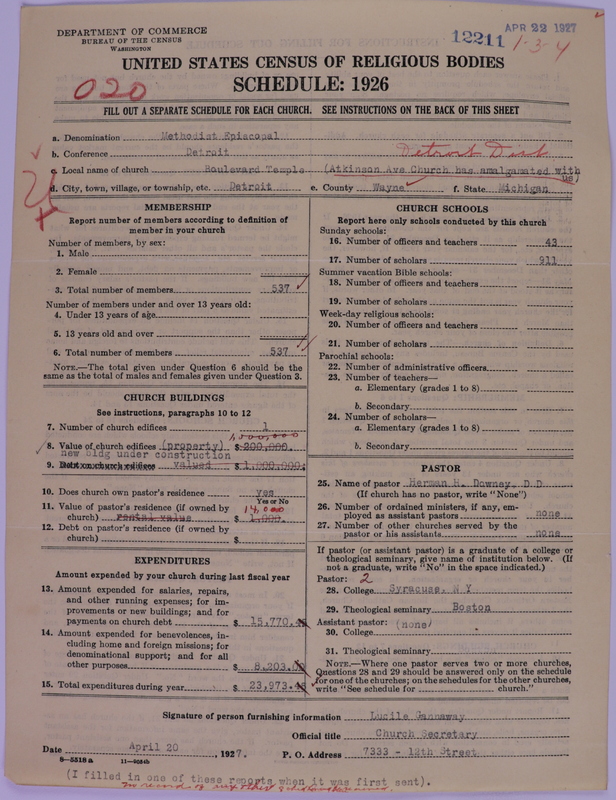 DEPARTMENT OF COMMERCE
BUREAU OF THE CENSUS
WASHINGTON
APR 22 1927
12211
1-3-4
UNITED STATES CENSUS OF RELIGIOUS BODIES
SCHEDULE: 1926
020
FILL OUT A SEPARATE SCHEDULE FOR EACH CHURCH. SEE INSTRUCTIONS ON THE BACK OF THIS SHEET
a. Denomination Methodist Episcopal
b. Conference Detroit Detroit Dist
c. Local name of church Boulevard Temple (Atkinson Ave Church has amalgamated with us)
d. City, town, village, or township, etc. Detroit e. County Wayne f. State Michigan
MEMBERSHIP
Report number of members according to definition of member in your church
Number of members, by sex:
1. Male
2. Female
3. Total number of members 537
Number of members under and over 13 years old:
4. Under 13 years of age
5. 13 years old and over
6. Total number of members 537
NOTE.—The total given under Question 6 should be the same as the total of males and females given under Question 3.
CHURCH BUILDINGS
See instructions, paragraphs 10 to 12
7. Number of church edifices 1
1,000,000
8. Value of church edifices (property) $ 200,000.
new bldg under construction
9. Debt on church edifices valued $ 1,000,000.
10. Does church own pastor's residence yes
Yes or No
11. Value of pastor's residence (if owned by church) rental value $ 1,000. 14,000
12. Debt on pastor's residence (if owned by church) $
EXPENDITURES
Amount expended by church during last fiscal year
13. Amount expended for salaries, repairs, and other running expenses; for improvements or new buildings; and for payments on church debt $ 15,770.
14. Amount expended for benevolences, including home and foreign missions; for denominational support; and for all other purposes $ 8,203.
15. Total expenditures during year $ 23,973.
CHURCH SCHOOLS
Report here only schools conducted by this church
Sunday schools:
16. Number of officers and teachers 43
17. Number of scholars 911
Summer vacation Bible schools:
18. Number of officers and teachers
19. Number of scholars
Week-day religious schools:
20. Number of officers and teachers
21. Number of scholars
Parochial schools:
22. Number of administrative officers
23. Number of teachers—
a. Elementary (grades 1 to 8)
b. Secondary
24. Number of scholars—
a. Elementary (grades 1 to 8)
b. Secondary
PASTOR
25. Name of pastor Herman H. Downey, D.D.
(If church has no pastor, write "None")
26. Number of ordained ministers, if any, employed as assistant pastors none
27. Number of other churches served by the pastor or his assistants none
If pastor (or assistant pastor) is a graduate of a college or theological seminary, give name of institution below. (If not a graduate, write "No" in the space indicated.)
Pastor: 2
28. College Syracuse, N Y
29. Theological seminary Boston
Assistant pastor: (none)
30. College
31. Theological seminary
NOTE.—Where one pastor serves two or more churches, Questions 28 and 29 should be answered only on the schedule for one of the churches; on the schedules for the other churches, write "See schedule for church."
Signature of person furnishing information Lucile Gannaway
Official title Church Secretary
Date April 20, 1927. P. O. Address 7333 - 12th Street
8-5518 a
(I filled in one of these reports when it was first sent).